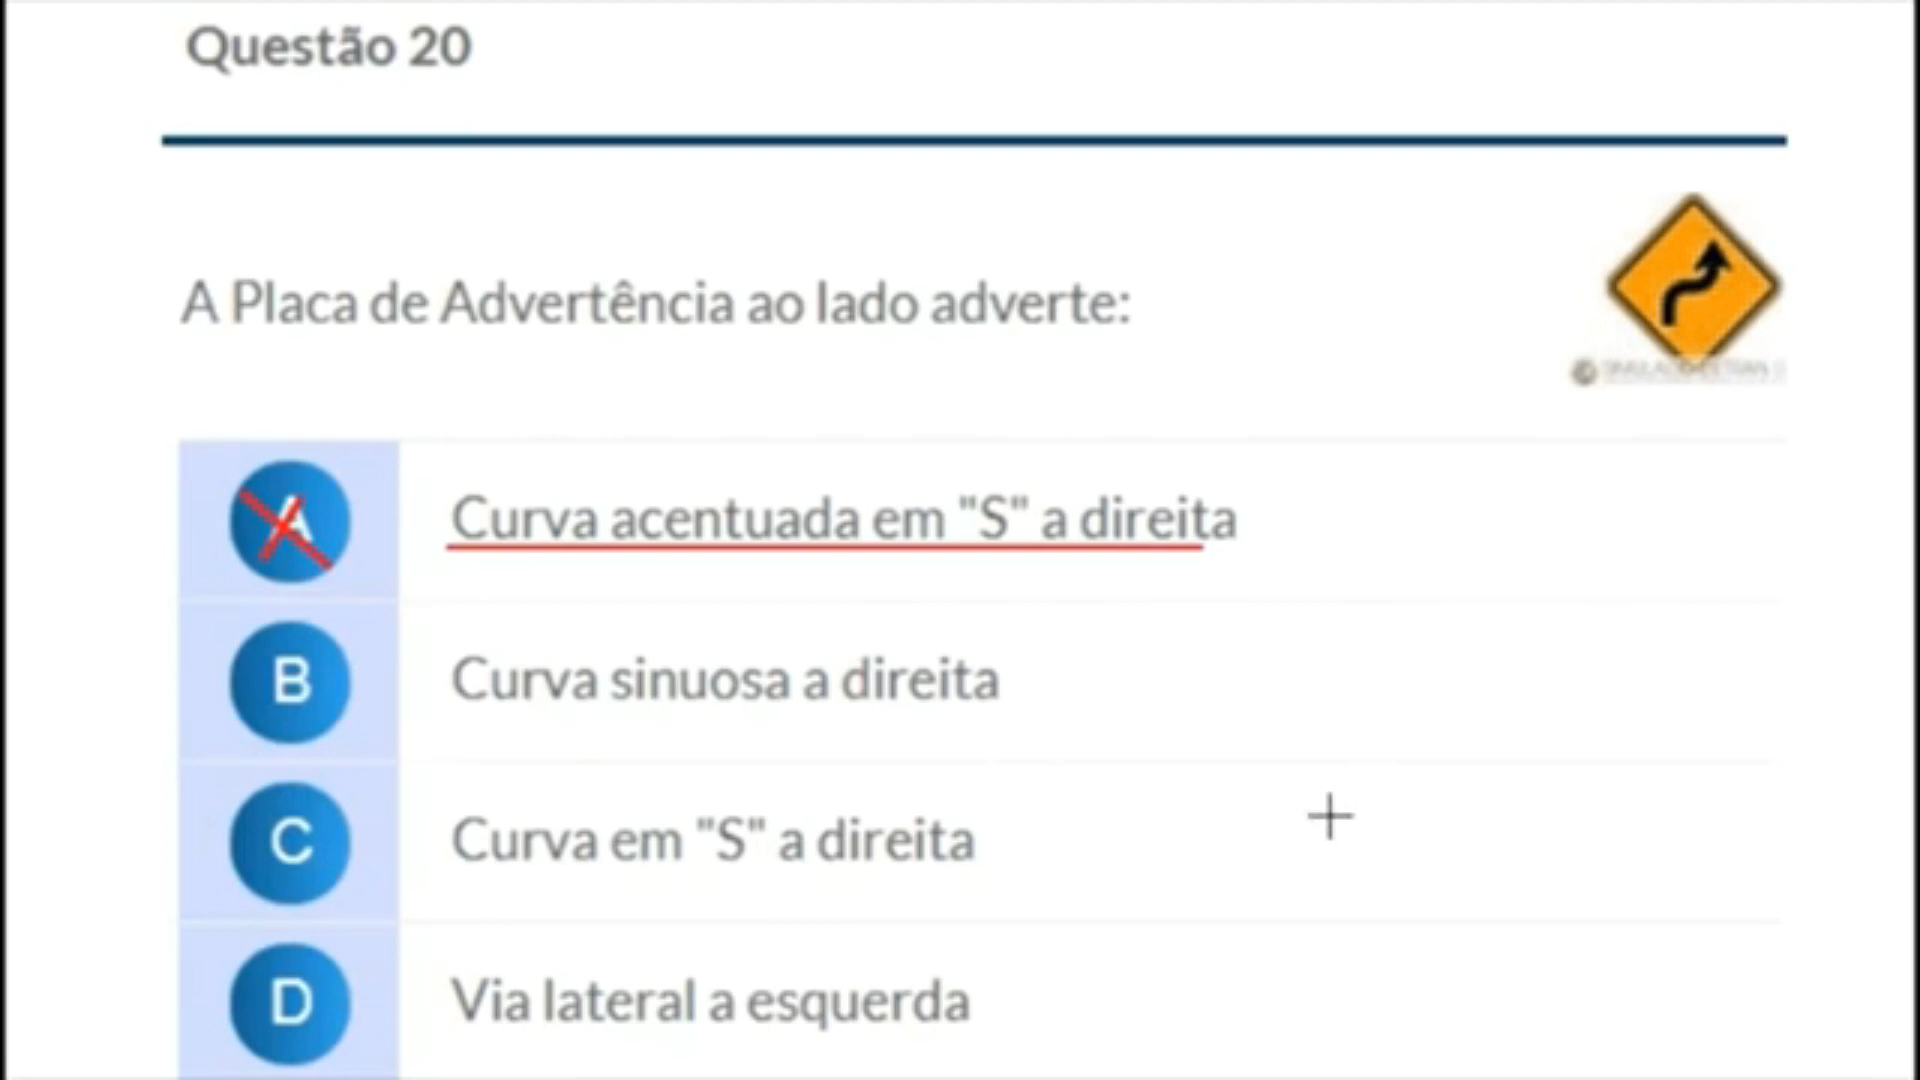 Questão 20
A Placa de Advertência ao lado adverte:
A
Curva acentuada em "S" a direita
B
Curva sinuosa a direita
C
Curva em "S" a direita
D
Via lateral a esquerda